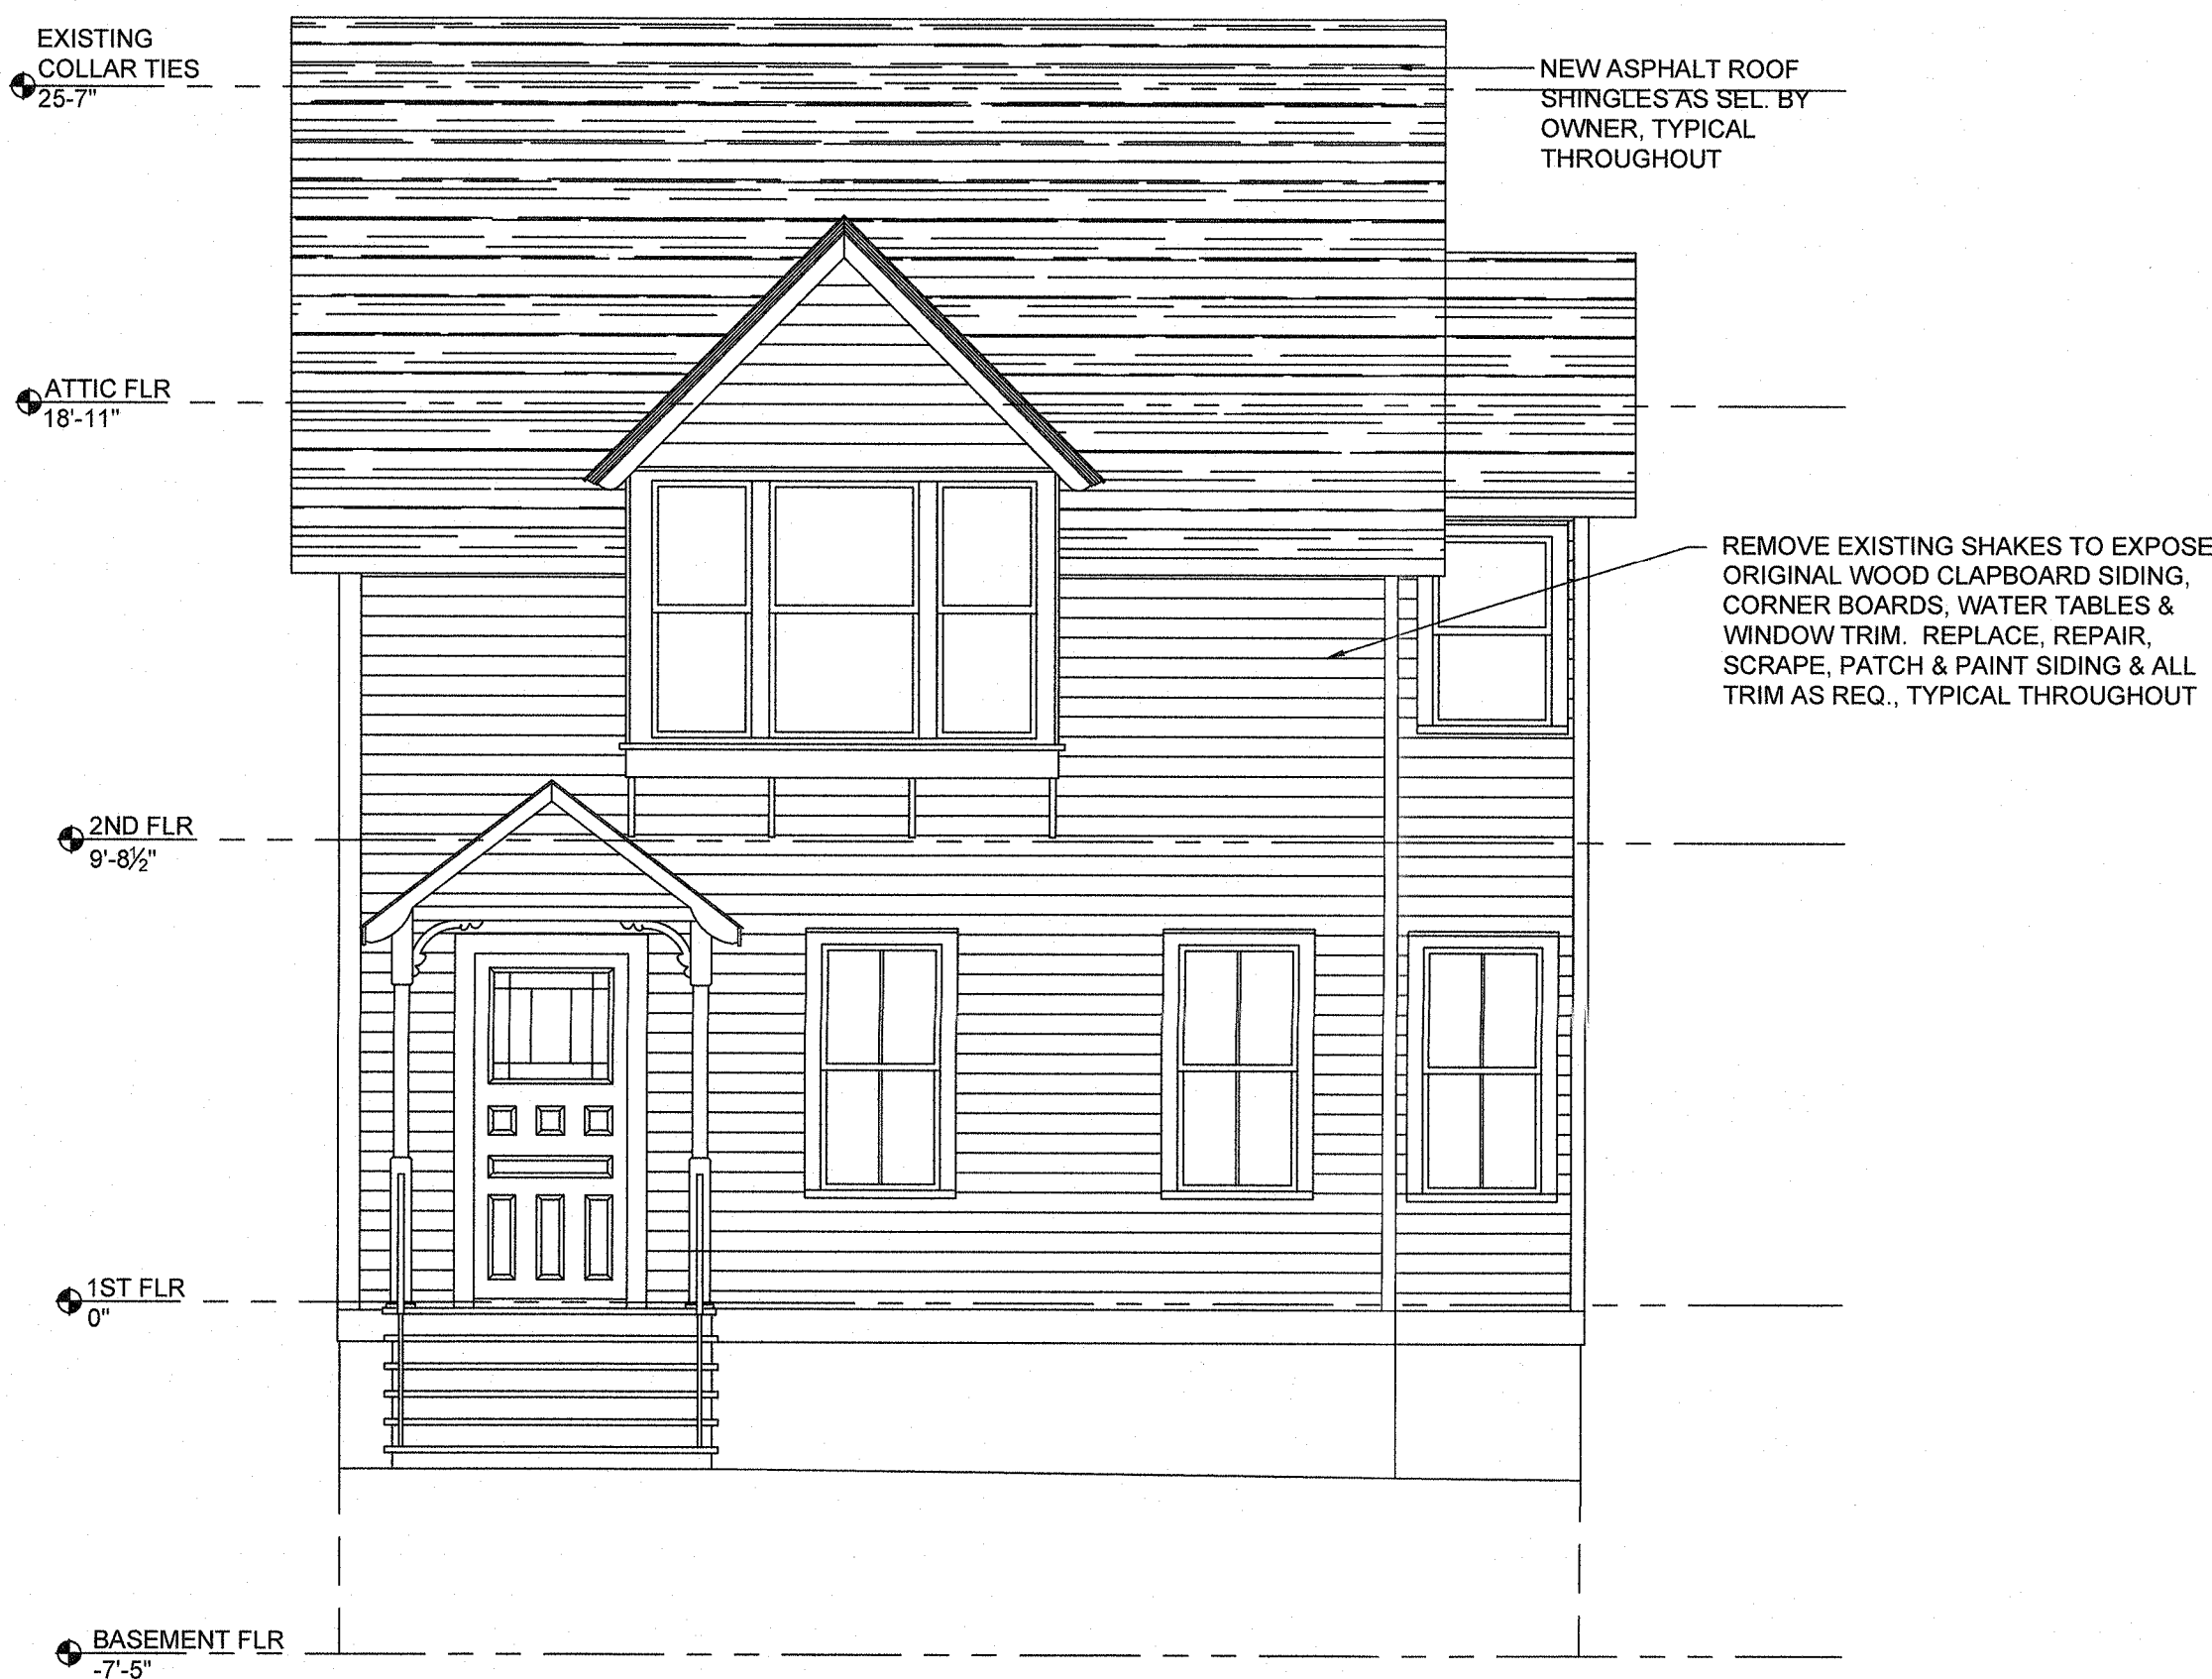 EXISTING
COLLAR TIES
25-7"
NEW ASPHALT ROOF
SHINGLES AS SEL. BY
OWNER, TYPICAL
THROUGHOUT
ATTIC FLR
18'-11"
REMOVE EXISTING SHAKES TO EXPOSE
ORIGINAL WOOD CLAPBOARD SIDING,
CORNER BOARDS, WATER TABLES &
WINDOW TRIM. REPLACE, REPAIR,
SCRAPE, PATCH & PAINT SIDING & ALL
TRIM AS REQ., TYPICAL THROUGHOUT
2ND FLR
9'-8½"
1ST FLR
0"
BASEMENT FLR
-7'-5"